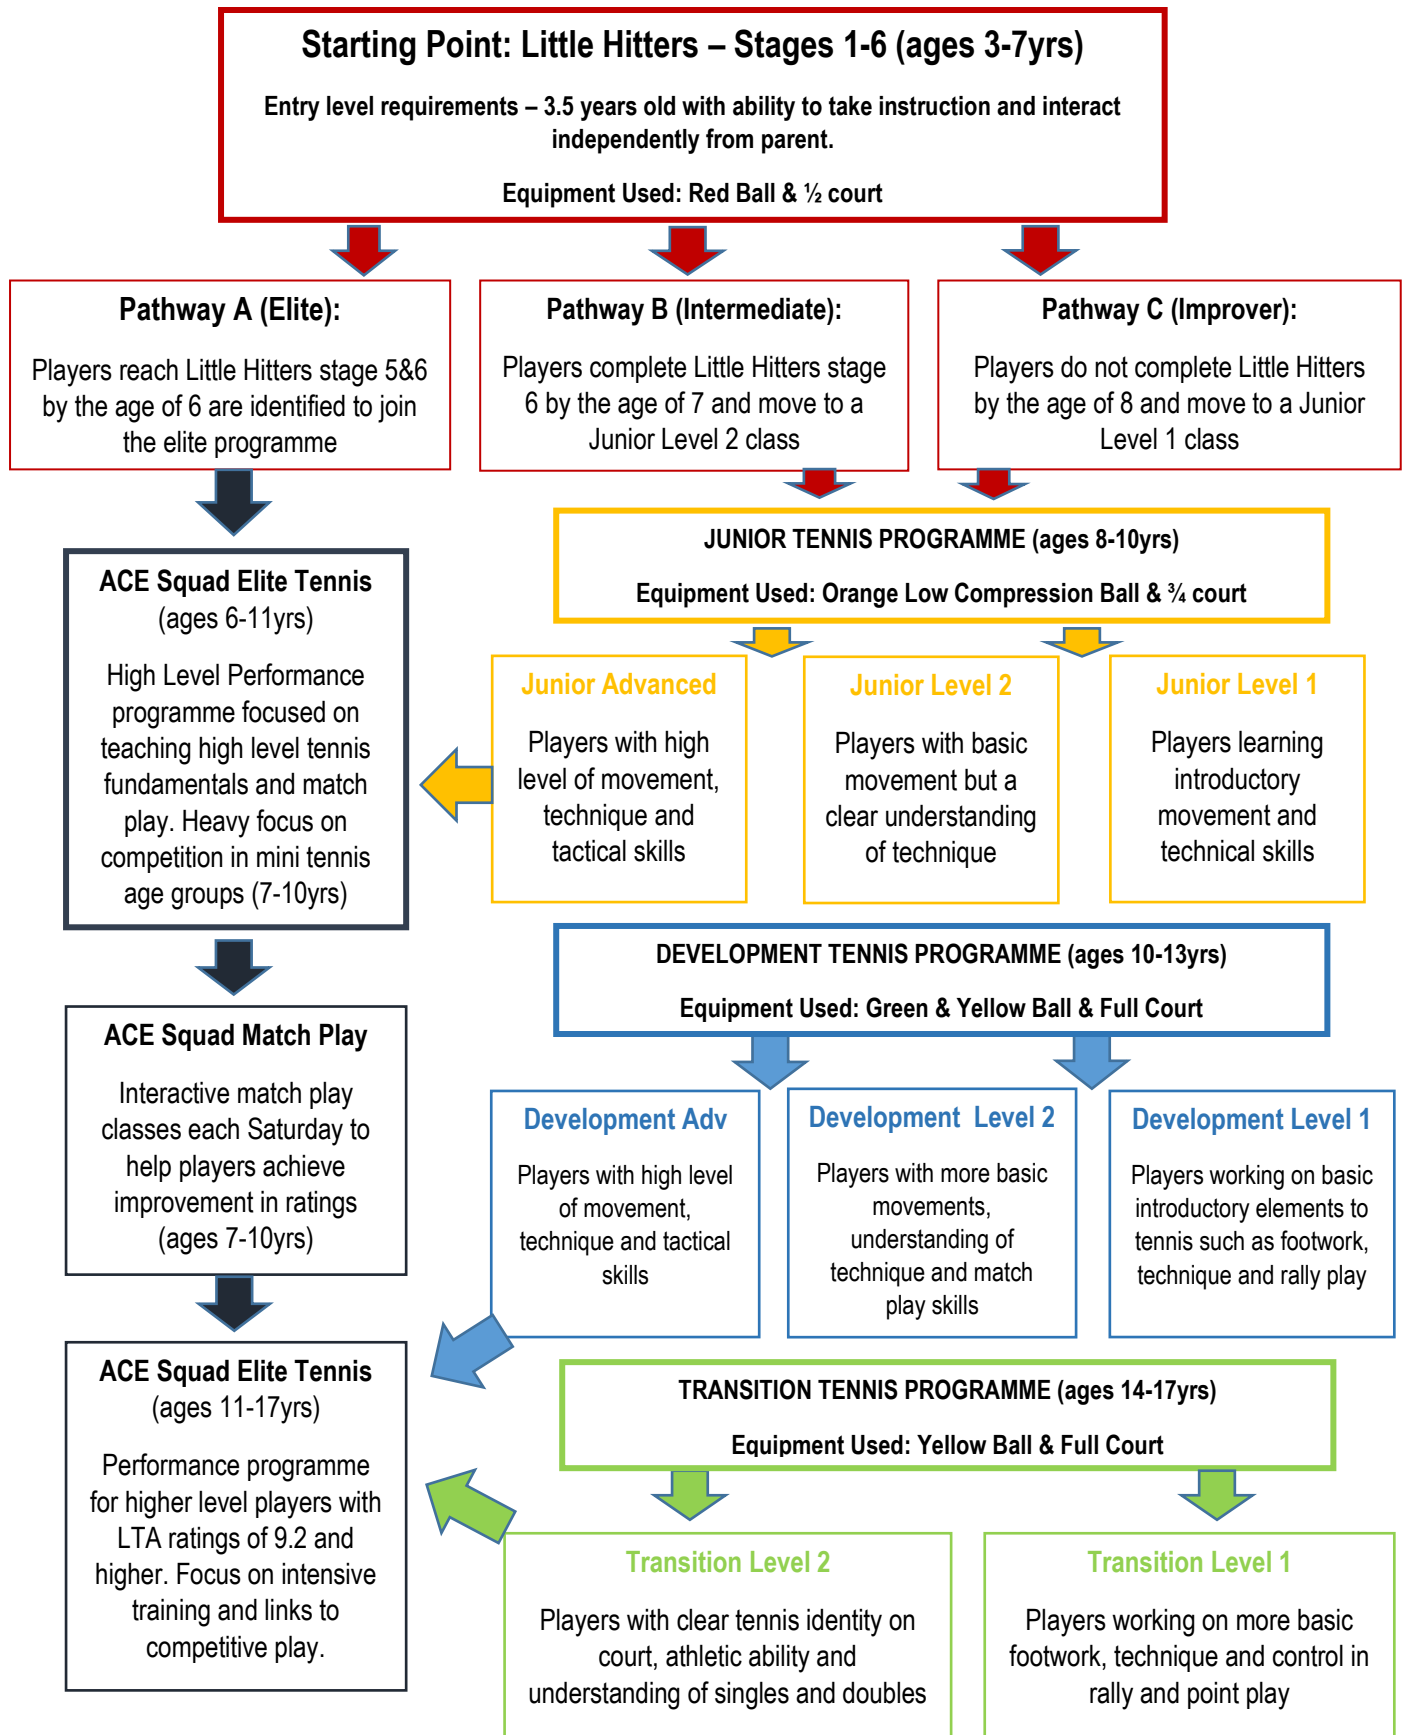 Starting Point: Little Hitters – Stages 1-6 (ages 3-7yrs)
Entry level requirements – 3.5 years old with ability to take instruction and interact
independently from parent.
Equipment Used: Red Ball & ½ court
Pathway A (Elite):
Players reach Little Hitters stage 5&6
by the age of 6 are identified to join
the elite programme
Pathway B (Intermediate):
Players complete Little Hitters stage
6 by the age of 7 and move to a
Junior Level 2 class
Pathway C (Improver):
Players do not complete Little Hitters
by the age of 8 and move to a Junior
Level 1 class
JUNIOR TENNIS PROGRAMME (ages 8-10yrs)
Equipment Used: Orange Low Compression Ball & ¾ court
ACE Squad Elite Tennis
(ages 6-11yrs)
High Level Performance
programme focused on
teaching high level tennis
fundamentals and match
play. Heavy focus on
competition in mini tennis
age groups (7-10yrs)
Junior Advanced
Players with high
level of movement,
technique and
tactical skills
Junior Level 2
Players with basic
movement but a
clear understanding
of technique
Junior Level 1
Players learning
introductory
movement and
technical skills
DEVELOPMENT TENNIS PROGRAMME (ages 10-13yrs)
Equipment Used: Green & Yellow Ball & Full Court
ACE Squad Match Play
Interactive match play
classes each Saturday to
help players achieve
improvement in ratings
(ages 7-10yrs)
Development Adv
Players with high level
of movement,
technique and tactical
skills
Development Level 2
Players with more basic
movements,
understanding of
technique and match
play skills
Development Level 1
Players working on basic
introductory elements to
tennis such as footwork,
technique and rally play
ACE Squad Elite Tennis
(ages 11-17yrs)
Performance programme
for higher level players with
LTA ratings of 9.2 and
higher. Focus on intensive
training and links to
competitive play.
TRANSITION TENNIS PROGRAMME (ages 14-17yrs)
Equipment Used: Yellow Ball & Full Court
Transition Level 2
Players with clear tennis identity on
court, athletic ability and
understanding of singles and doubles
Transition Level 1
Players working on more basic
footwork, technique and control in
rally and point play